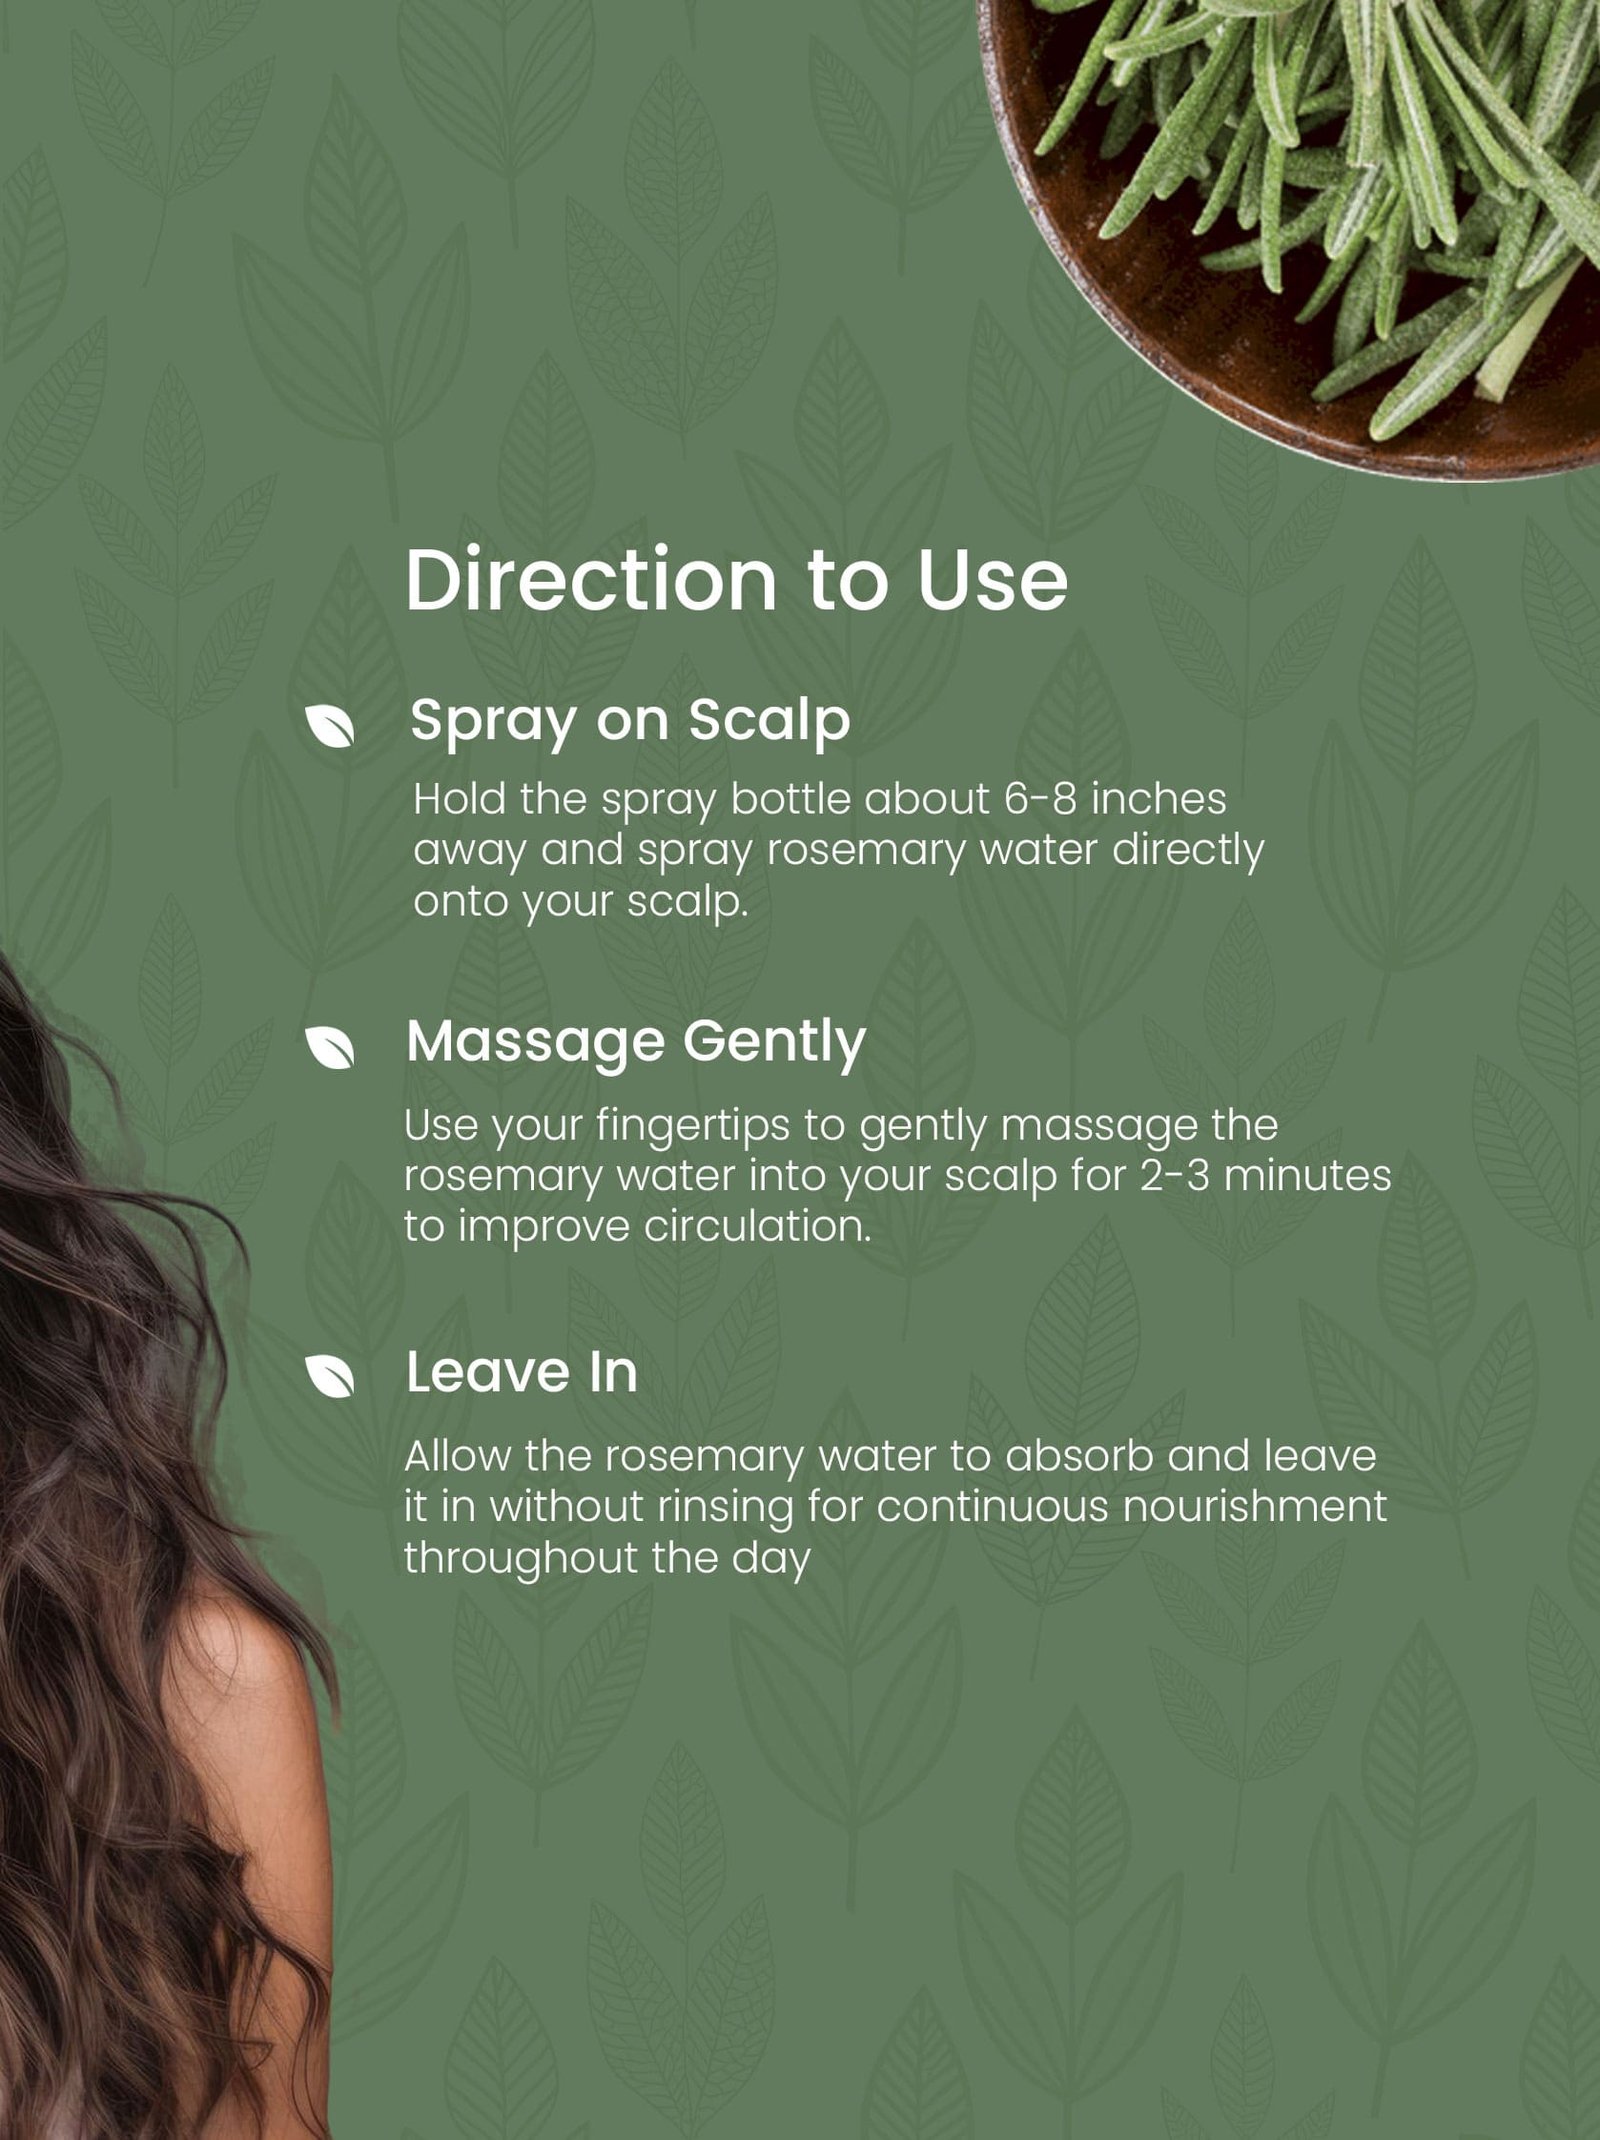 Direction to Use
Spray on Scalp
Hold the spray bottle about 6-8 inches
away and spray rosemary water directly
onto your scalp.
Massage Gently
Use your fingertips to gently massage the
rosemary water into your scalp for 2-3 minutes
to improve circulation.
Leave In
Allow the rosemary water to absorb and leave
it in without rinsing for continuous nourishment
throughout the day